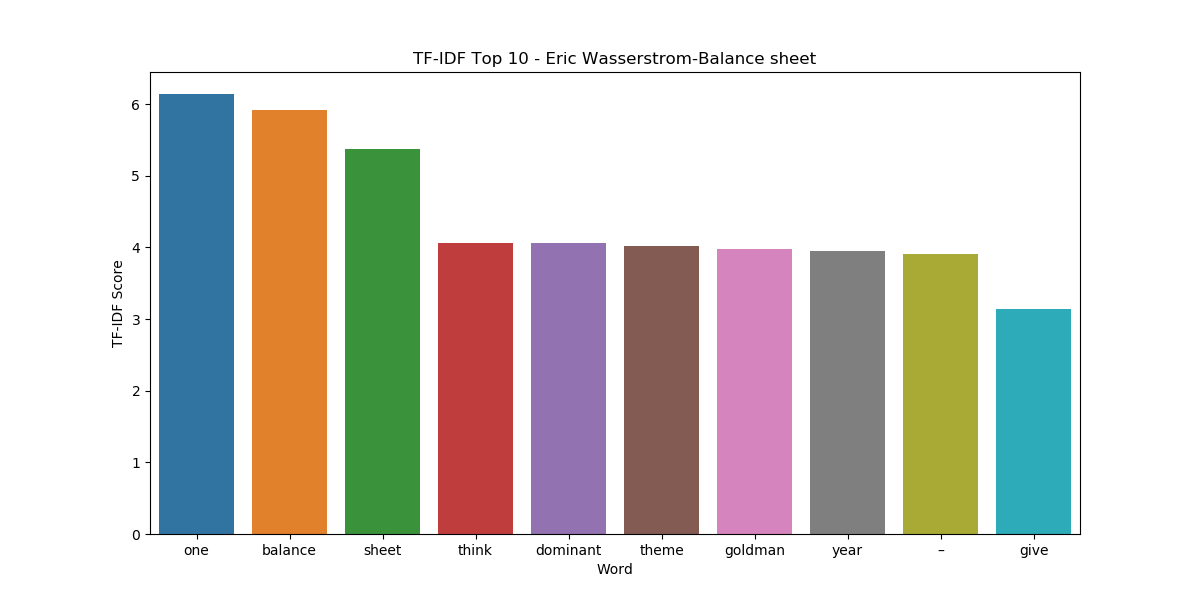 TF-IDF Top 10 - Eric Wasserstrom-Balance sheet
TF-IDF Score
6
5
4
3
2
1
0
one balance sheet think dominant theme goldman year – give
Word